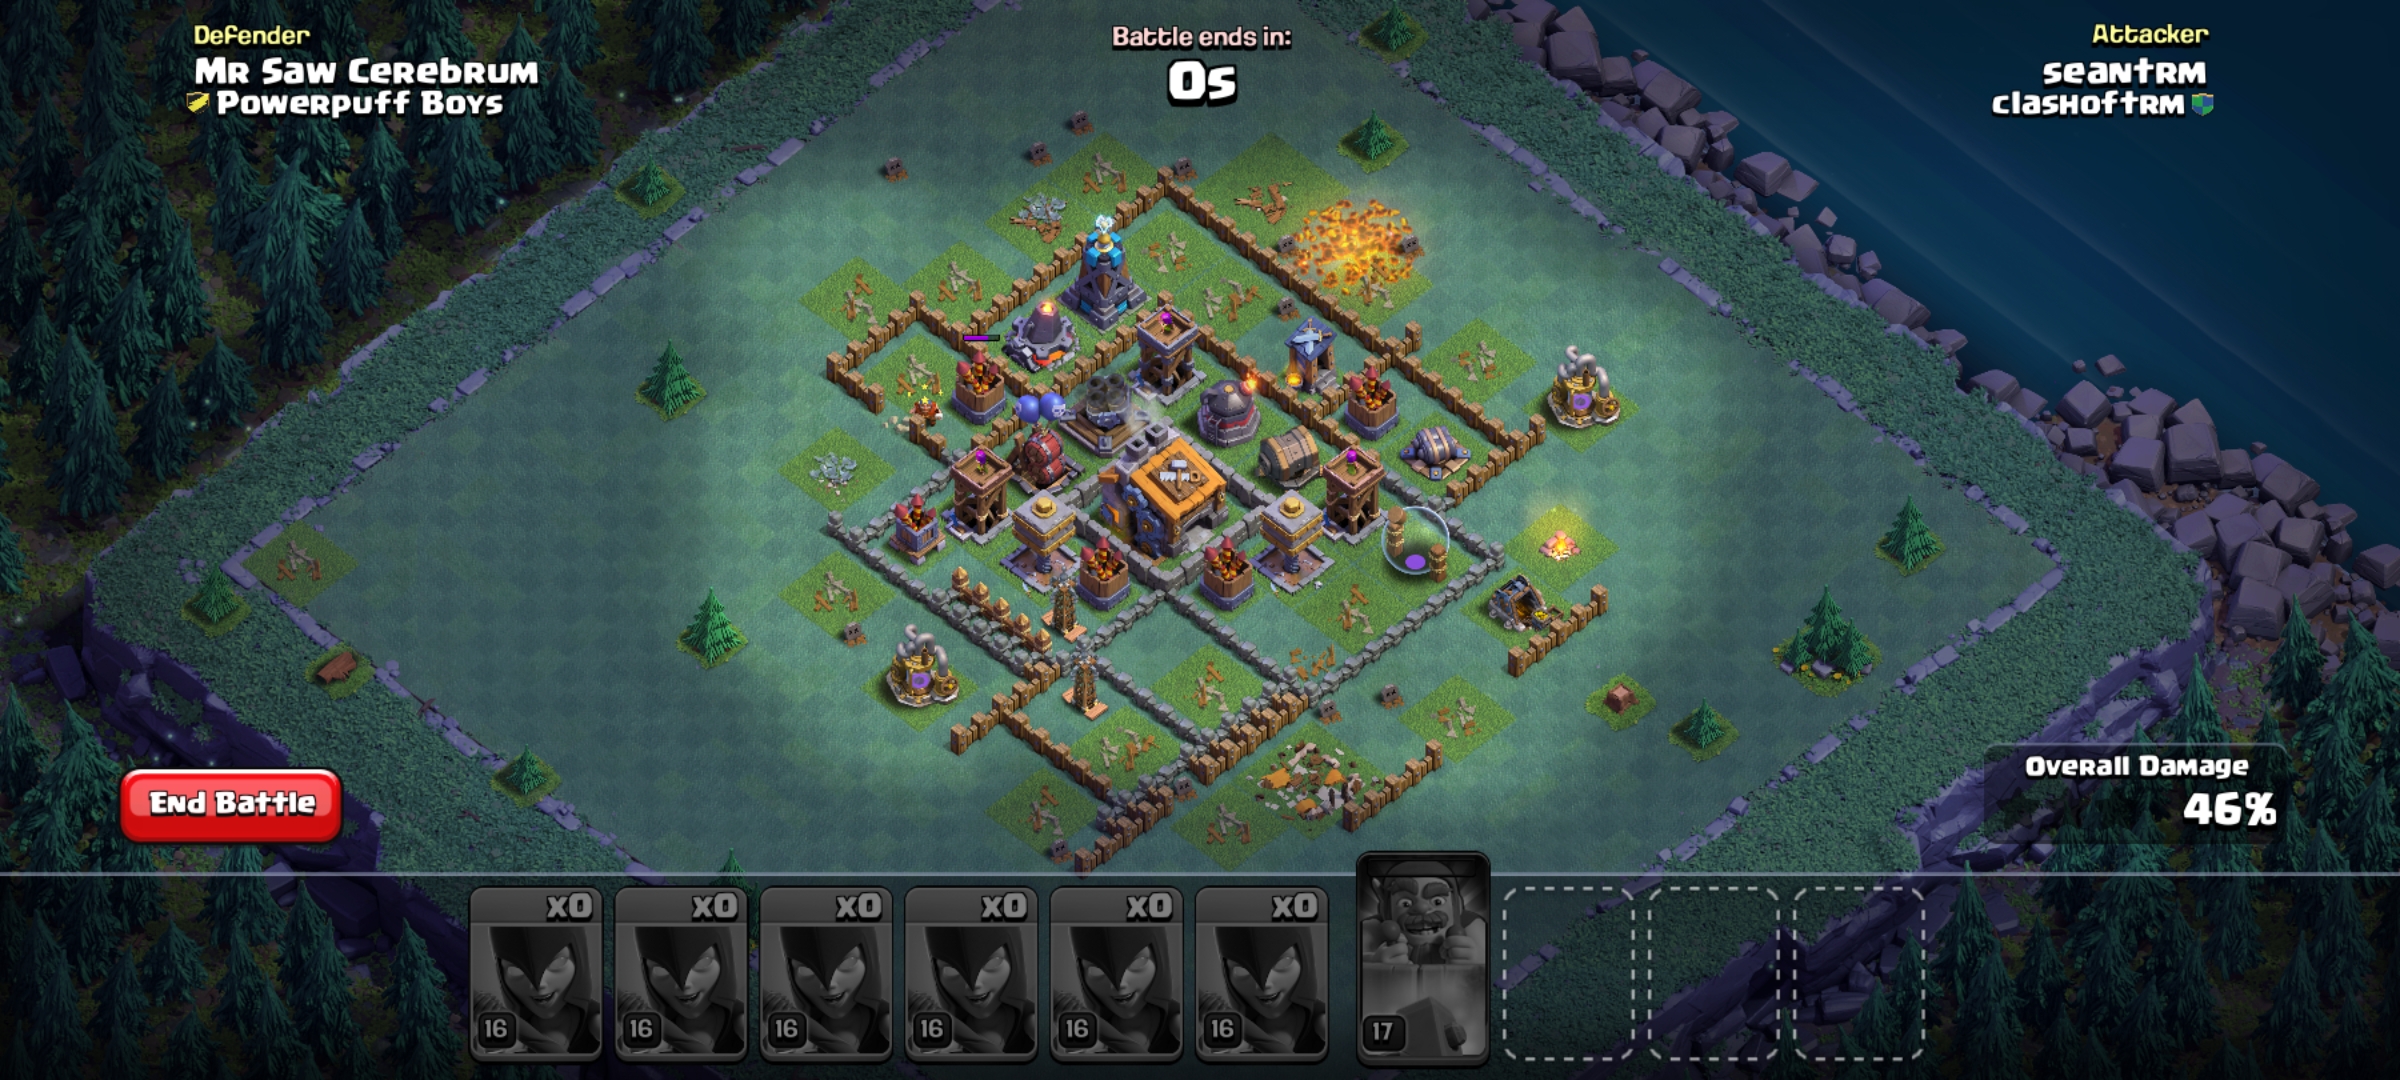 Defender
Mr Saw Cerebrum
Powerpuff Boys
Battle ends in:
0s
Attacker
seantrm
clashoftrm
End Battle
Overall Damage
46%
x0
x0
x0
x0
x0
x0
16
16
16
16
16
16
17